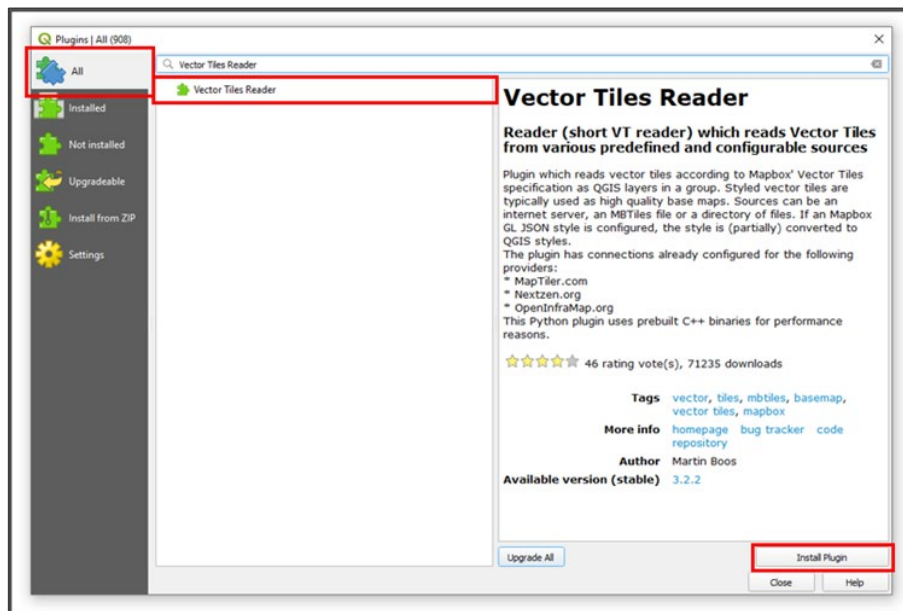 Plugins | All (908)
All
Installed
Not installed
Upgradeable
Install from ZIP
Settings
Vector Tiles Reader
Vector Tiles Reader
Vector Tiles Reader
Reader (short VT reader) which reads Vector Tiles
from various predefined and configurable sources
Plugin which reads vector tiles according to Mapbox' Vector Tiles
specification as QGIS layers in a group. Styled vector tiles are
typically used as high quality base maps. Sources can be an
internet server, an MBTiles file or a directory of files. If an Mapbox
GL JSON style is configured, the style is (partially) converted to
QGIS styles.
The plugin has connections already configured for the following
providers:
* MapTiler.com
* Nextzen.org
* OpenInfraMap.org
This Python plugin uses prebuilt C++ binaries for performance
reasons.
46 rating vote(s), 71235 downloads
Tags vector, tiles, mbtiles, basemap,
vector tiles, mapbox
More info homepage bug tracker code
repository
Author Martin Boos
Available version (stable) 3.2.2
Upgrade All
Install Plugin
Close Help